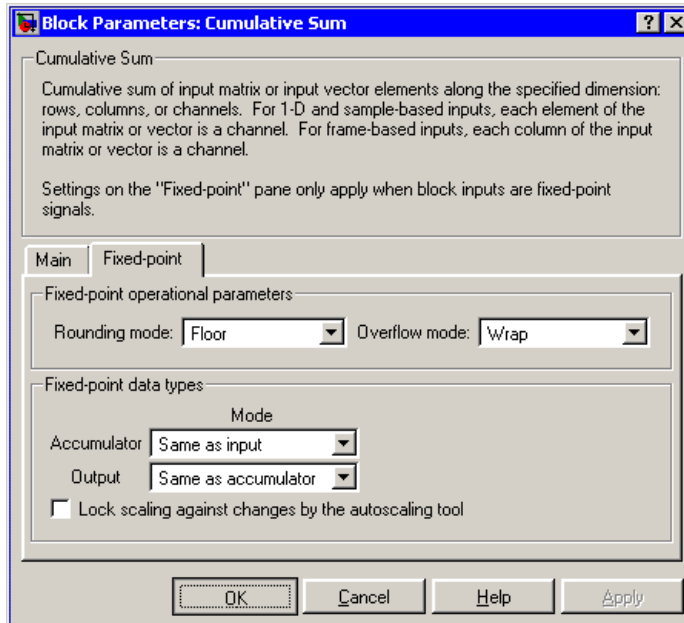 Block Parameters: Cumulative Sum
Cumulative Sum
Cumulative sum of input matrix or input vector elements along the specified dimension:
rows, columns, or channels.  For 1-D and sample-based inputs, each element of the
input matrix or vector is a channel.  For frame-based inputs, each column of the input
matrix or vector is a channel.
Settings on the "Fixed-point" pane only apply when block inputs are fixed-point
signals.
Main Fixed-point
Fixed-point operational parameters
Rounding mode: Floor Overflow mode: Wrap
Fixed-point data types
Mode
Accumulator Same as input
Output Same as accumulator
Lock scaling against changes by the autoscaling tool
OK Cancel Help Apply